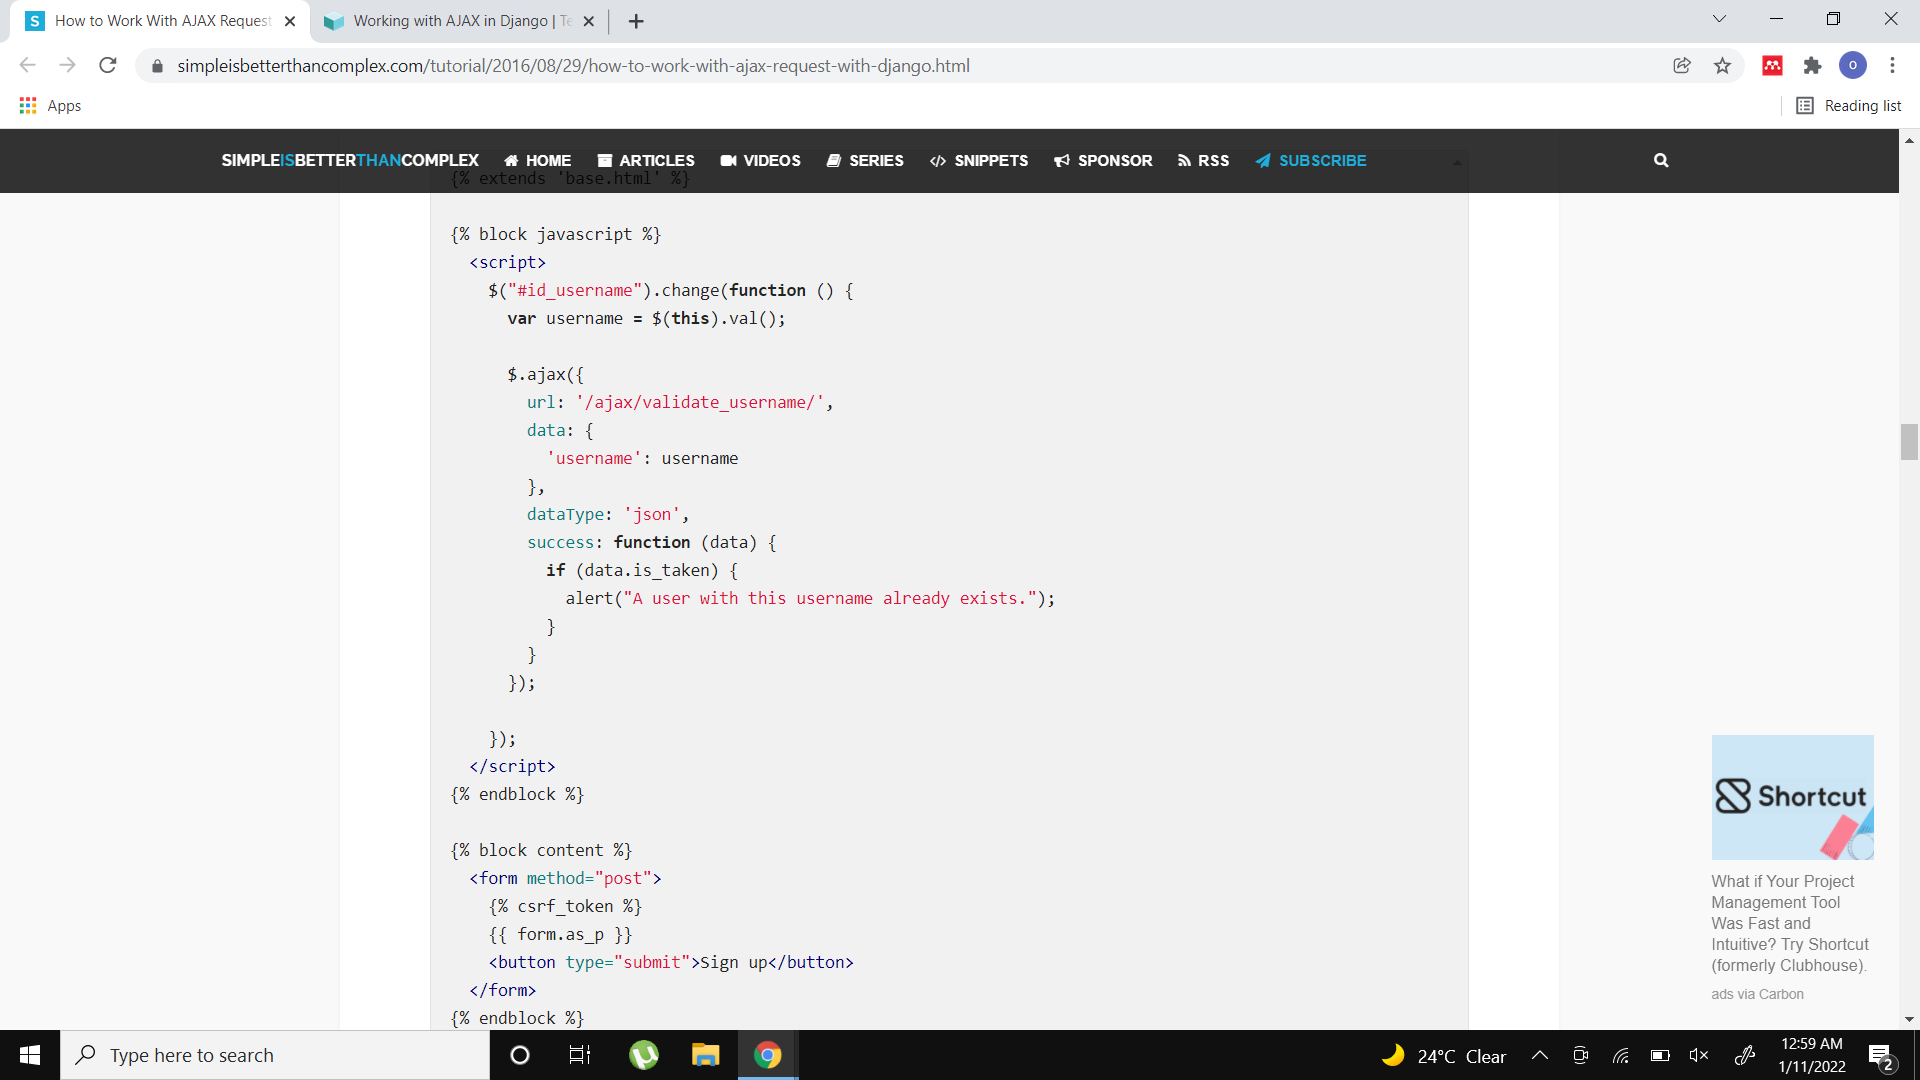 How to Work With AJAX Request
Working with AJAX in Django | Te
simpleisbetterthancomplex.com/tutorial/2016/08/29/how-to-work-with-ajax-request-with-django.html
Apps
Reading list
SIMPLEISBETTERTHANCOMPLEX HOME ARTICLES VIDEOS SERIES SNIPPETS SPONSOR RSS SUBSCRIBE
{% extends 'base.html' %}
{% block javascript %}
<script>
$("#id_username").change(function () {
var username = $(this).val();
$.ajax({
url: '/ajax/validate_username/',
data: {
'username': username
},
dataType: 'json',
success: function (data) {
if (data.is_taken) {
alert("A user with this username already exists.");
}
}
});
});
</script>
{% endblock %}
{% block content %}
<form method="post">
{% csrf_token %}
{{ form.as_p }}
<button type="submit">Sign up</button>
</form>
{% endblock %}
Shortcut
What if Your Project
Management Tool
Was Fast and
Intuitive? Try Shortcut
(formerly Clubhouse).
ads via Carbon
Type here to search
24°C Clear
12:59 AM
1/11/2022
2